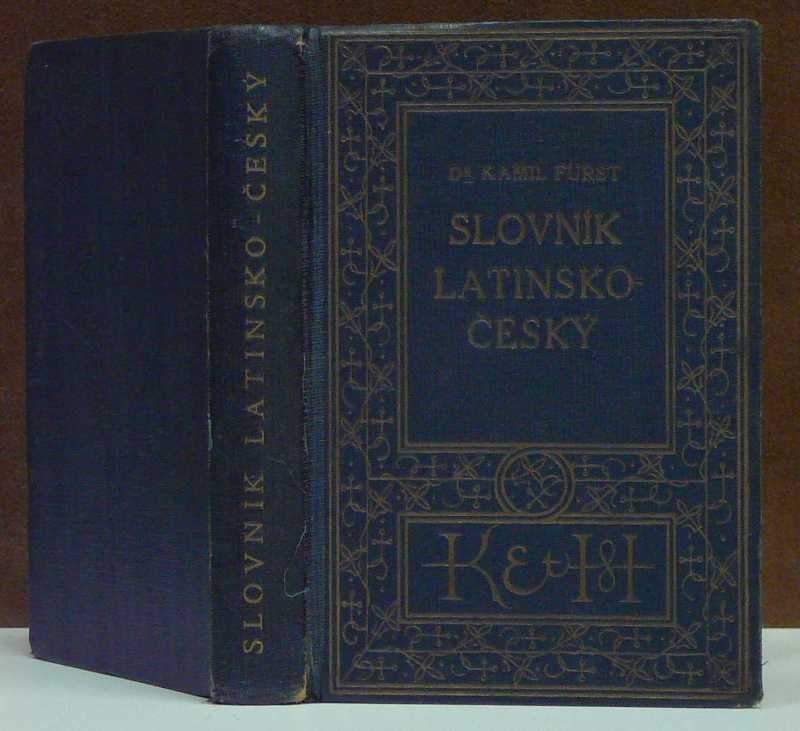 SLOVNÍK LATINSKO-ČESKÝ
DR KAMIL FÜRST
SLOVNÍK
LATINSKO-
ČESKÝ
K & H